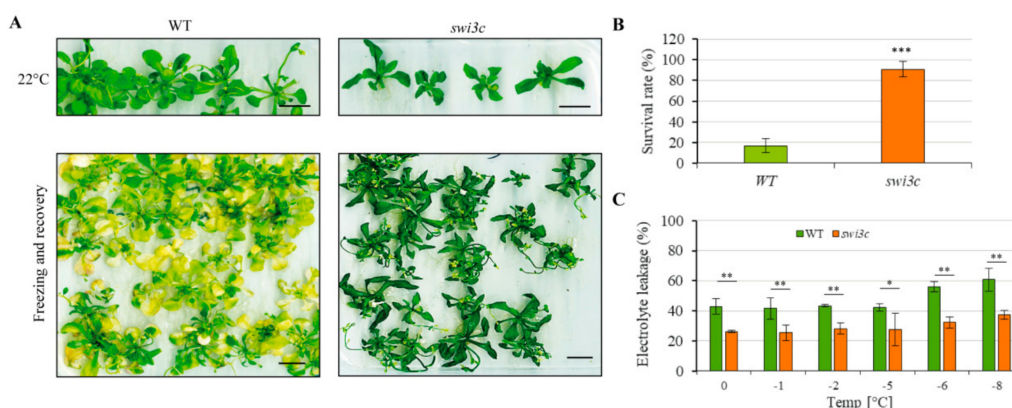 A
WT
swi3c
22°C
Freezing and recovery
B
Survival rate (%)
120
100
80
60
40
20
0
***
WT
swi3c
C
Electrolyte leakage (%)
100
80
60
40
20
0
WT swi3c
** ** ** * ** **
0 -1 -2 -5 -6 -8
Temp [°C]